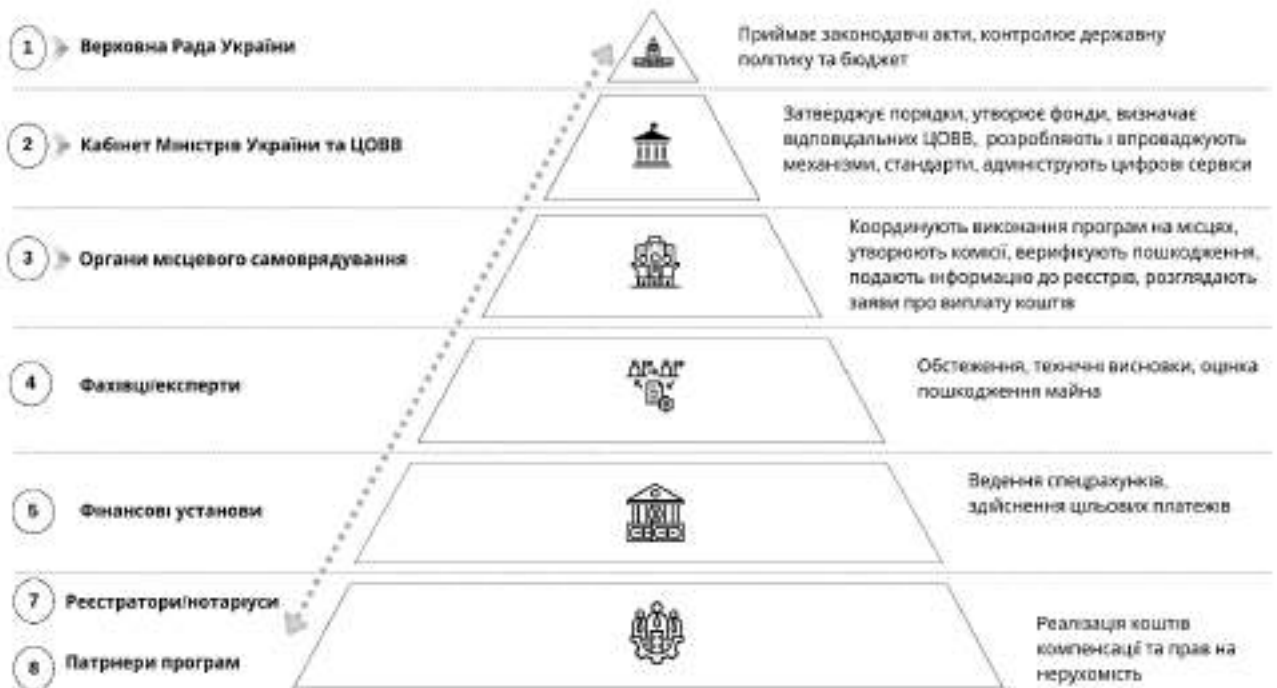 1 Верховна Рада України
Приймає законодавчі акти, контролює державну
політику та бюджет
2 Кабінет Міністрів України та ЦОВВ
Затверджує порядки, утворює фонди, визначає
відповідальних ЦОВВ, розробляють і впроваджують
механізми, стандарти, адмініструють цифрові сервіси
3 Органи місцевого самоврядування
Координують виконання програм на місцях,
утворюють комісії, верифікують пошкодження,
подають інформацію до реєстрів, розглядають
заяви про виплату коштів
4 Фахівці/експерти
Обстеження, технічні висновки, оцінка
пошкодження майна
5 Фінансові установи
Ведення спецрахунків,
здійснення цільових платежів
7 Реєстратори/нотаріуси
8 Патрнери програм
Реалізація коштів
компенсації та прав на
нерухомість